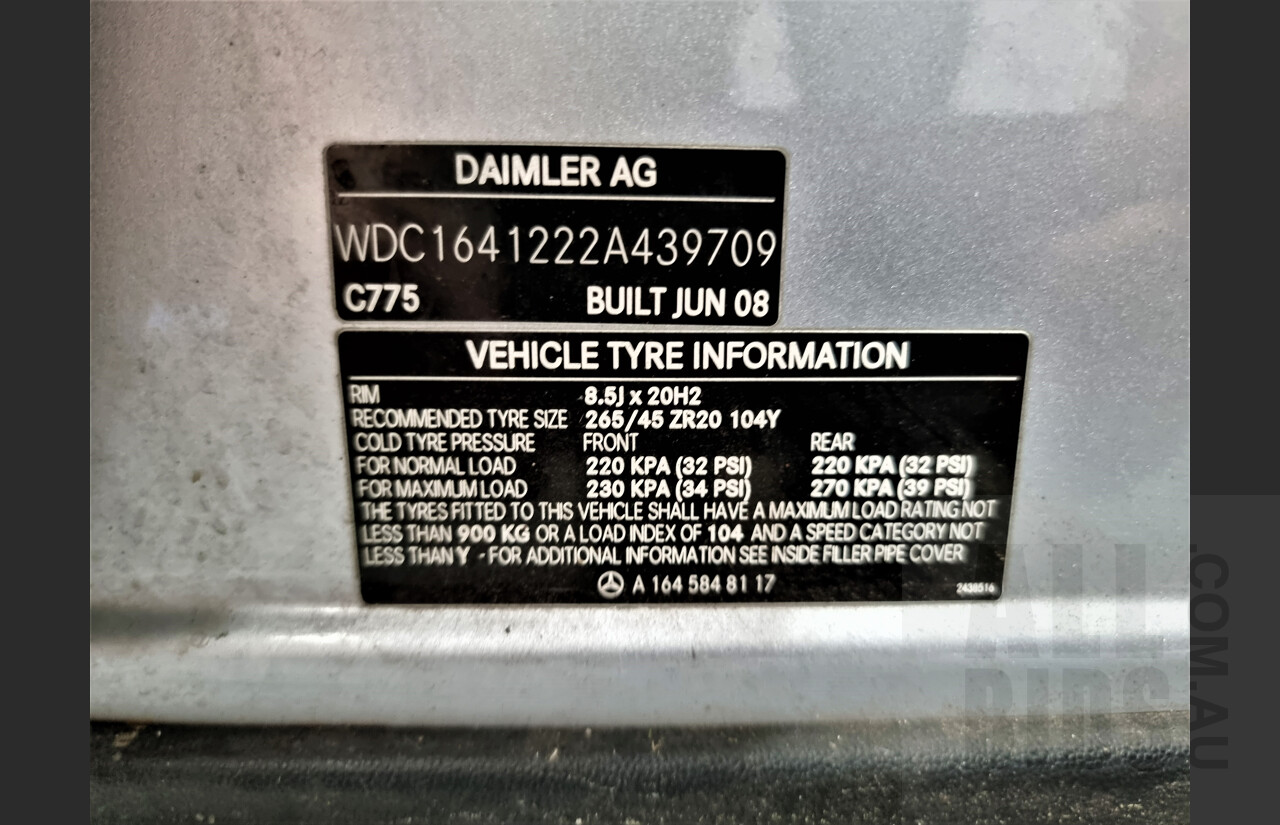 DAIMLER AG
WDC1641222A439709
C775 BUILT JUN 08
VEHICLE TYRE INFORMATION
RIM 8.5J x 20H2
RECOMMENDED TYRE SIZE 265/45 ZR20 104Y
COLD TYRE PRESSURE FRONT REAR
FOR NORMAL LOAD 220 KPA (32 PSI) 220 KPA (32 PSI)
FOR MAXIMUM LOAD 230 KPA (34 PSI) 270 KPA (39 PSI)
THE TYRES FITTED TO THIS VEHICLE SHALL HAVE A MAXIMUM LOAD RATING NOT
LESS THAN 900 KG OR A LOAD INDEX OF 104 AND A SPEED CATEGORY NOT
LESS THAN Y - FOR ADDITIONAL INFORMATION SEE INSIDE FILLER PIPE COVER
A 164 584 81 17
2438516
ALL
BIDS
.COM.AU